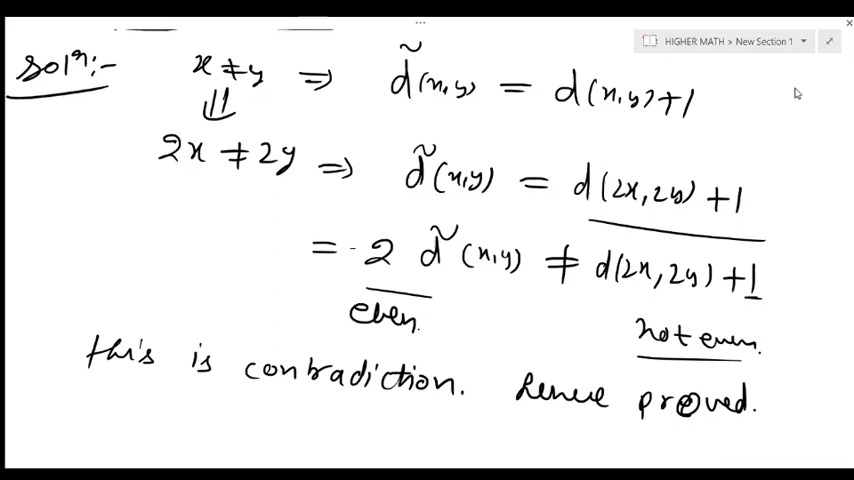 HIGHER MATH > New Section 1
Solⁿ:- x ≠ y ⇒ d̃(x,y) = d(x,y)+1
⇓
2x ≠ 2y ⇒ d̃(x,y) = d(2x,2y)+1
= 2 d̃(x,y) ≠ d(2x,2y)+1
even. not even.
this is contradiction. hence proved.